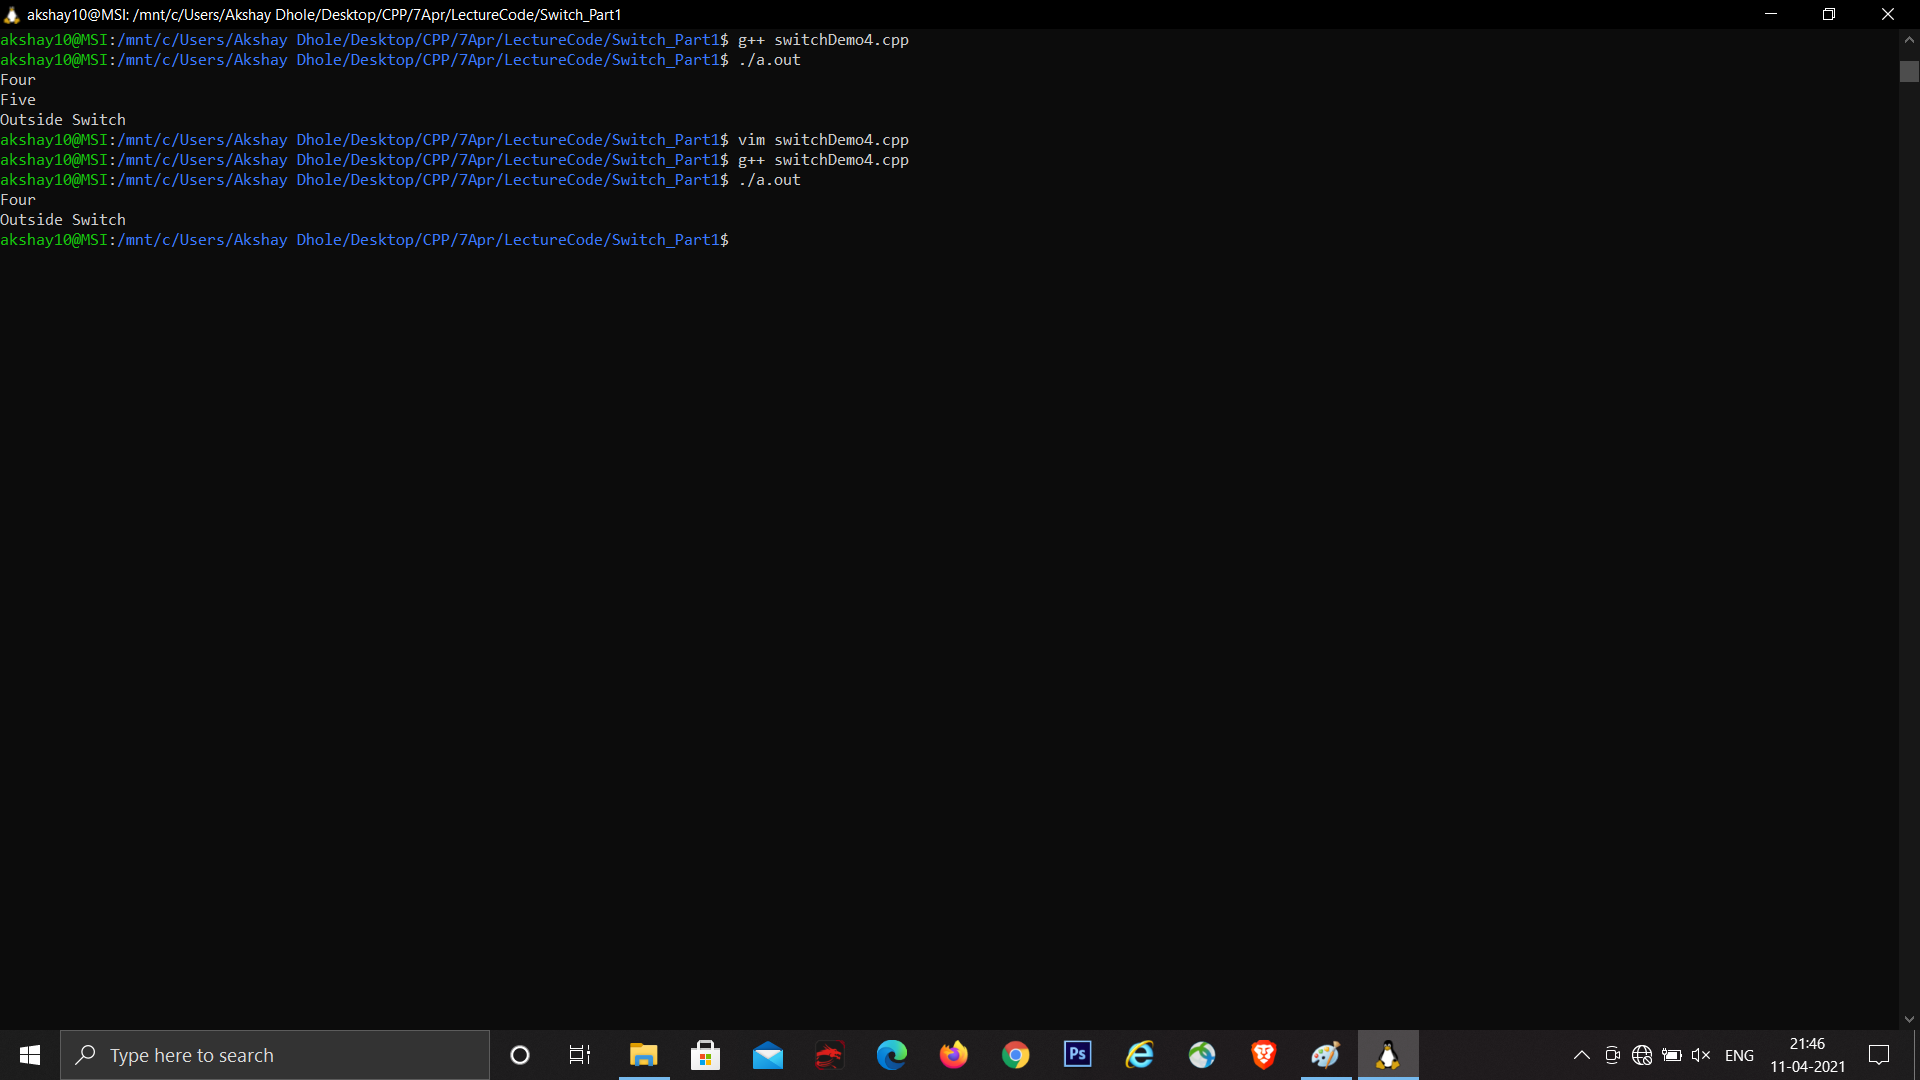 akshay10@MSI: /mnt/c/Users/Akshay Dhole/Desktop/CPP/7Apr/LectureCode/Switch_Part1
akshay10@MSI:/mnt/c/Users/Akshay Dhole/Desktop/CPP/7Apr/LectureCode/Switch_Part1$ g++ switchDemo4.cpp
akshay10@MSI:/mnt/c/Users/Akshay Dhole/Desktop/CPP/7Apr/LectureCode/Switch_Part1$ ./a.out
Four
Five
Outside Switch
akshay10@MSI:/mnt/c/Users/Akshay Dhole/Desktop/CPP/7Apr/LectureCode/Switch_Part1$ vim switchDemo4.cpp
akshay10@MSI:/mnt/c/Users/Akshay Dhole/Desktop/CPP/7Apr/LectureCode/Switch_Part1$ g++ switchDemo4.cpp
akshay10@MSI:/mnt/c/Users/Akshay Dhole/Desktop/CPP/7Apr/LectureCode/Switch_Part1$ ./a.out
Four
Outside Switch
akshay10@MSI:/mnt/c/Users/Akshay Dhole/Desktop/CPP/7Apr/LectureCode/Switch_Part1$
Type here to search
Ps
ENG
21:46
11-04-2021